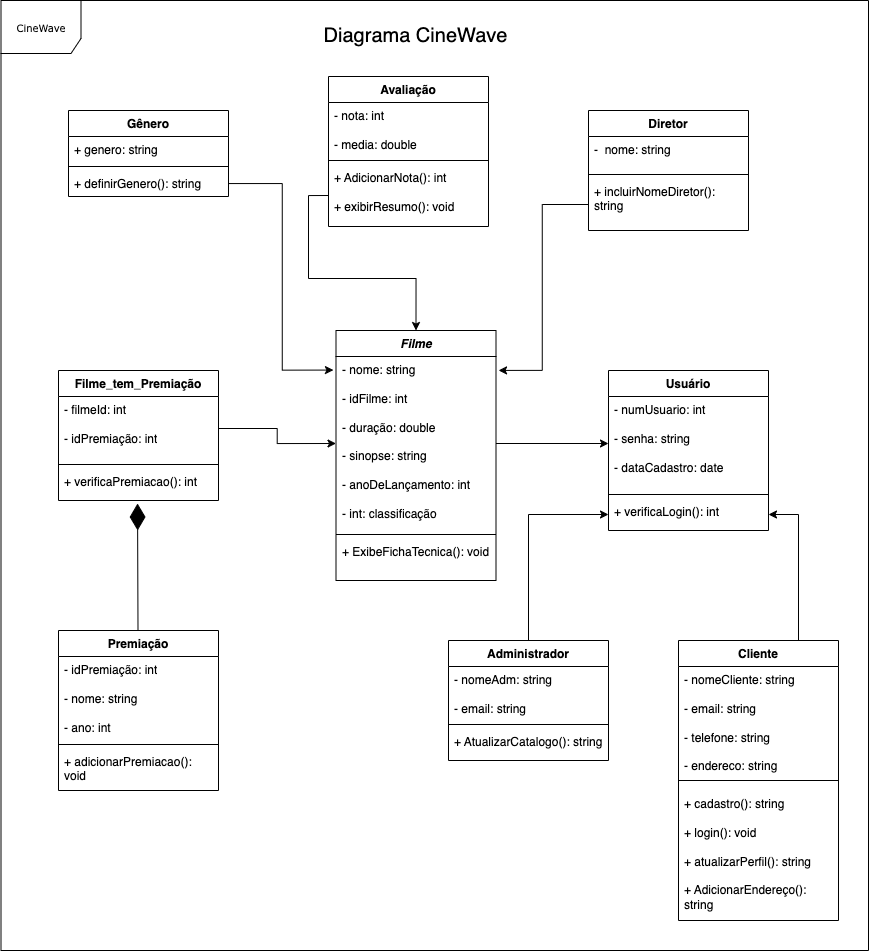 CineWave
Diagrama CineWave
Avaliação
- nota: int
- media: double
+ AdicionarNota(): int
+ exibirResumo(): void
Gênero
+ genero: string
+ definirGenero(): string
Diretor
-  nome: string
+ incluirNomeDiretor():
string
Filme
- nome: string
- idFilme: int
- duração: double
- sinopse: string
- anoDeLançamento: int
- int: classificação
+ ExibeFichaTecnica(): void
Filme_tem_Premiação
- filmeId: int
- idPremiação: int
+ verificaPremiacao(): int
Usuário
- numUsuario: int
- senha: string
- dataCadastro: date
+ verificaLogin(): int
Premiação
- idPremiação: int
- nome: string
- ano: int
+ adicionarPremiacao():
void
Administrador
- nomeAdm: string
- email: string
+ AtualizarCatalogo(): string
Cliente
- nomeCliente: string
- email: string
- telefone: string
- endereco: string
+ cadastro(): string
+ login(): void
+ atualizarPerfil(): string
+ AdicionarEndereço():
string